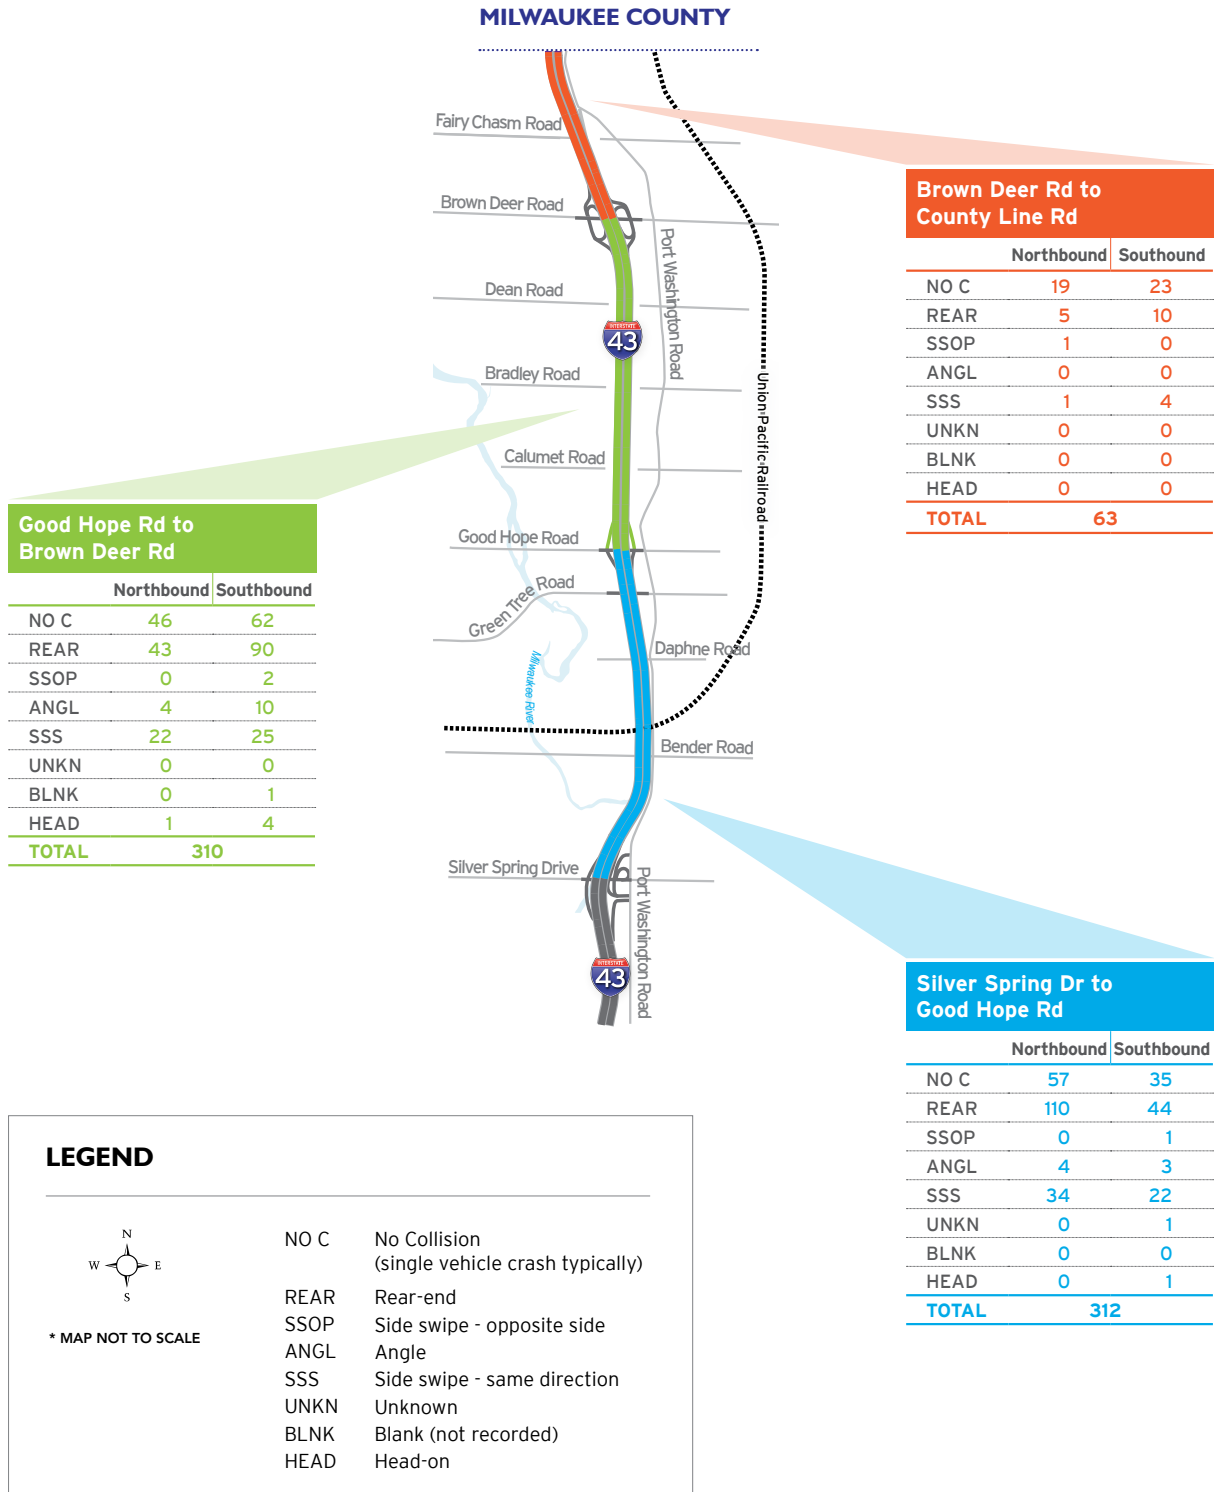 MILWAUKEE COUNTY
Fairy Chasm Road
Brown Deer Road
Port Washington Road
Dean Road
INTERSTATE
43
Bradley Road
Union Pacific Railroad
Calumet Road
Good Hope Road
Green Tree Road
Daphne Road
Milwaukee River
Bender Road
Silver Spring Drive
Port Washington Road
INTERSTATE
43
Brown Deer Rd to
County Line Rd
Northbound Southound
NO C 19 23
REAR 5 10
SSOP 1 0
ANGL 0 0
SSS 1 4
UNKN 0 0
BLNK 0 0
HEAD 0 0
TOTAL 63
Good Hope Rd to
Brown Deer Rd
Northbound Southbound
NO C 46 62
REAR 43 90
SSOP 0 2
ANGL 4 10
SSS 22 25
UNKN 0 0
BLNK 0 1
HEAD 1 4
TOTAL 310
Silver Spring Dr to
Good Hope Rd
Northbound Southbound
NO C 57 35
REAR 110 44
SSOP 0 1
ANGL 4 3
SSS 34 22
UNKN 0 1
BLNK 0 0
HEAD 0 1
TOTAL 312
LEGEND
N
W E
S
* MAP NOT TO SCALE
NO C No Collision
(single vehicle crash typically)
REAR Rear-end
SSOP Side swipe - opposite side
ANGL Angle
SSS Side swipe - same direction
UNKN Unknown
BLNK Blank (not recorded)
HEAD Head-on